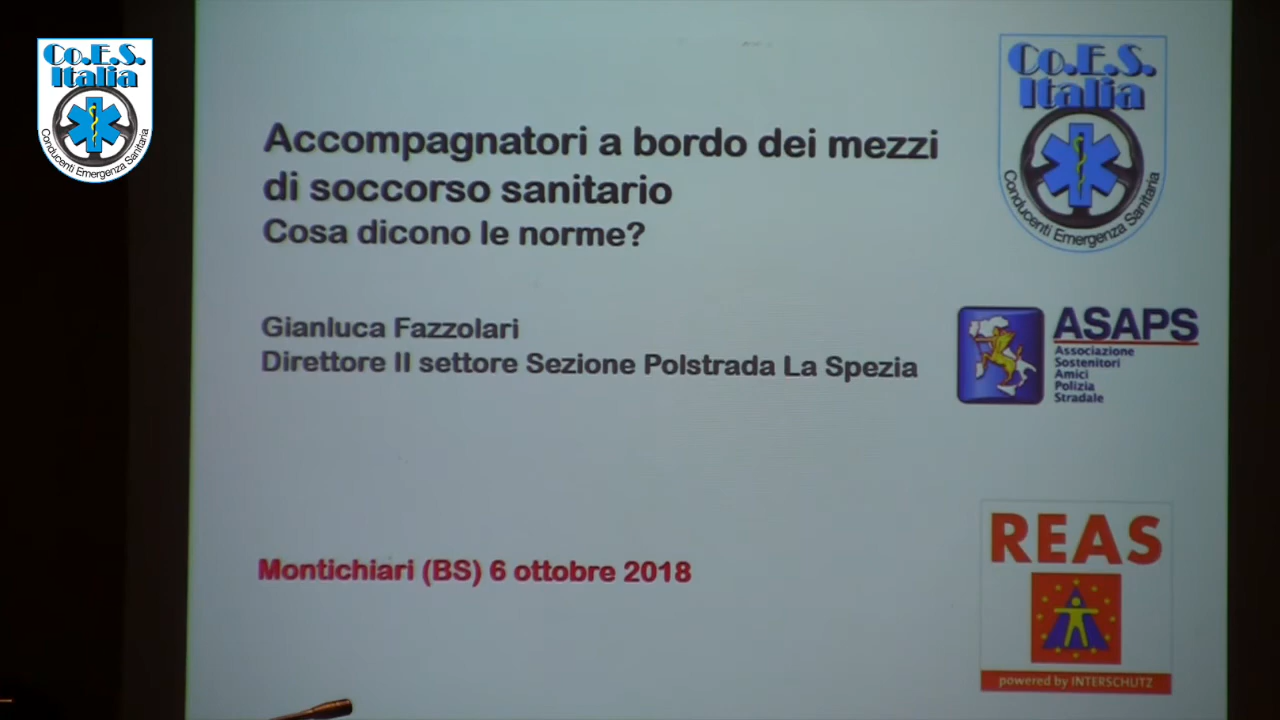 Co.E.S.
Italia
Conducenti Emergenza Sanitaria
Accompagnatori a bordo dei mezzi
di soccorso sanitario
Cosa dicono le norme?
Gianluca Fazzolari
Direttore II settore Sezione Polstrada La Spezia
Montichiari (BS) 6 ottobre 2018
Co.E.S.
Italia
Conducenti Emergenza Sanitaria
ASAPS
Associazione
Sostenitori
Amici
Polizia
Stradale
REAS
powered by INTERSCHUTZ